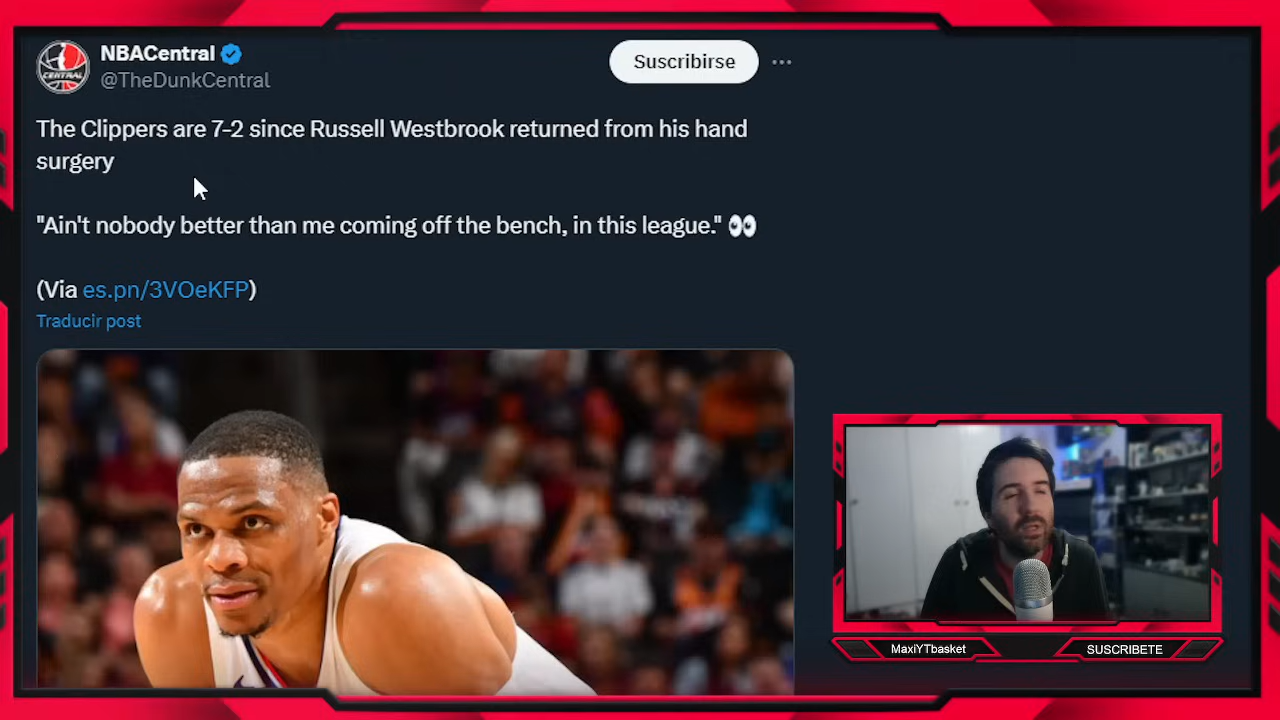 NBACentral
@TheDunkCentral
Suscribirse
The Clippers are 7-2 since Russell Westbrook returned from his hand
surgery
"Ain't nobody better than me coming off the bench, in this league." 👀
(Via es.pn/3VOeKFP)
Traducir post
CENTRAL
MaxiYTbasket
SUSCRIBETE